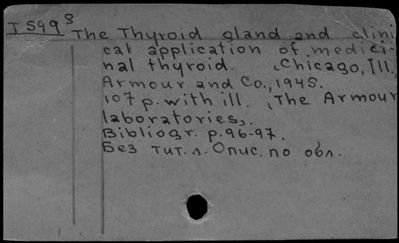 I 5499 The Thyroid gland and clini
cal application of medici-
nal thyroid. Chicago, Ill.,
Armour and Co., 1945.
107 p. with ill. (The Armour
laboratories).
Bibliogr. p. 96-97.
Без тит. л. Опис. по обл.